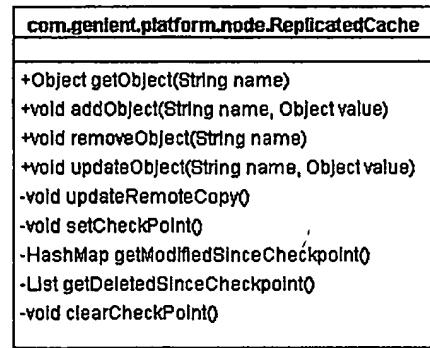 com.genient.platform.node.ReplicatedCache
+Object getObject(String name)
+void addObject(String name, Object value)
+void removeObject(String name)
+void updateObject(String name, Object value)
-void updateRemoteCopy()
-void setCheckPoint()
-HashMap getModifiedSinceCheckpoint()
-List getDeletedSinceCheckpoint()
-void clearCheckPoint()